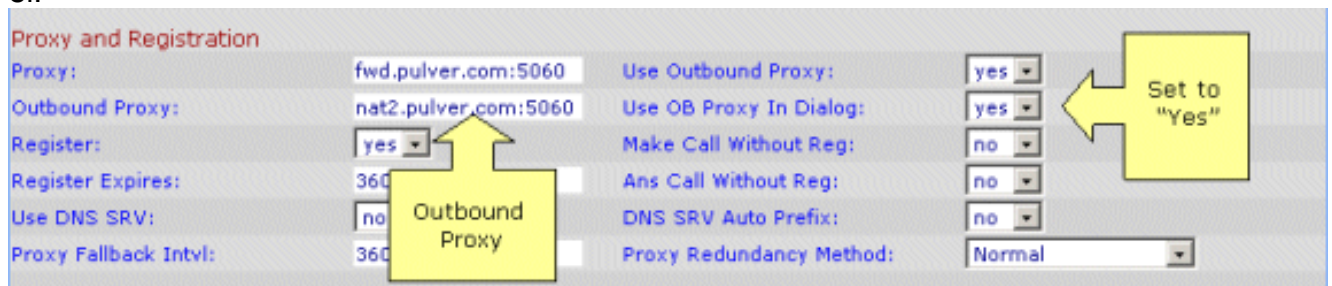 Proxy and Registration
Proxy: fwd.pulver.com:5060 Use Outbound Proxy: yes
Outbound Proxy: nat2.pulver.com:5060 Use OB Proxy In Dialog: yes
Register: yes Make Call Without Reg: no
Register Expires: 360 Ans Call Without Reg: no
Use DNS SRV: no DNS SRV Auto Prefix: no
Proxy Fallback Intvl: 360 Proxy Redundancy Method: Normal
Outbound
Proxy
Set to
"Yes"